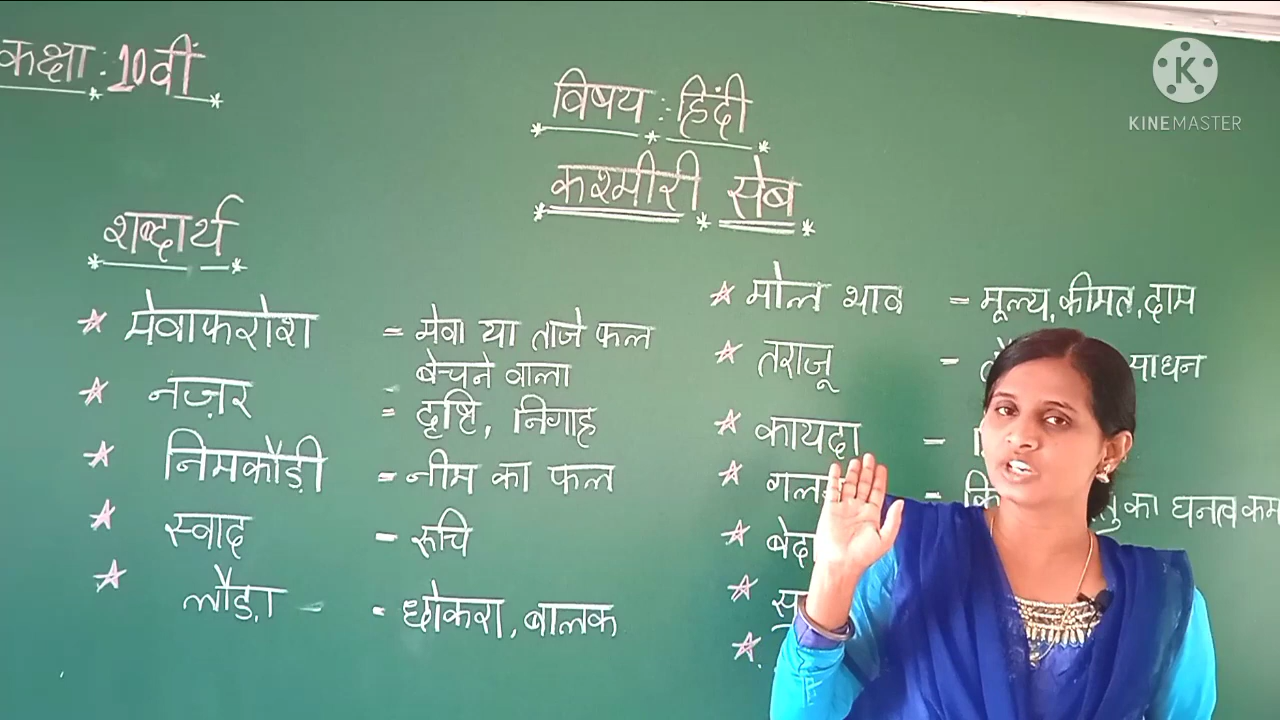 कक्षा : 10वीं
विषय : हिंदी
कश्मीरी सेब
शब्दार्थ
मेवाफरोश = मेवा या ताजे फल
बेचने वाला
नज़र = दृष्टि, निगाह
निमकौड़ी = नीम का फल
स्वाद - रूचि
लौड़ा - = छोकरा, बालक
मोल भाव = मूल्य, कीमत, दाम
तराजू - साधन
कायदा -
- का घनत्व कम
KINEMASTER